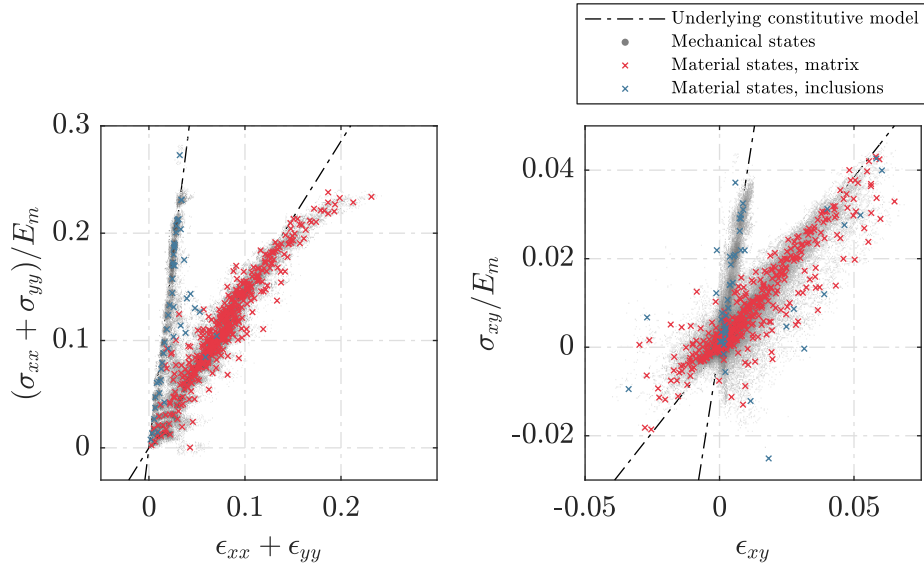 Underlying constitutive model
Mechanical states
Material states, matrix
Material states, inclusions
0.3
0.2
0.1
0
(σxx + σyy)/Em
0 0.1 0.2
ϵxx + ϵyy
0.04
0.02
0
-0.02
σxy/Em
-0.05 0 0.05
ϵxy